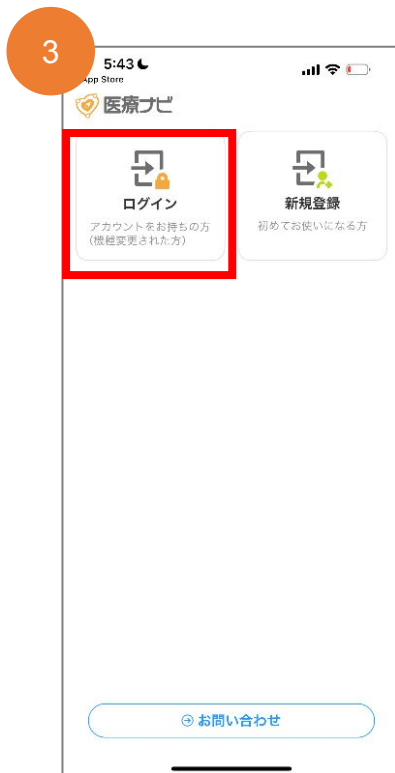 3
5:43
App Store
医療ナビ
ログイン
アカウントをお持ちの方
(機種変更された方)
新規登録
初めてお使いになる方
お問い合わせ